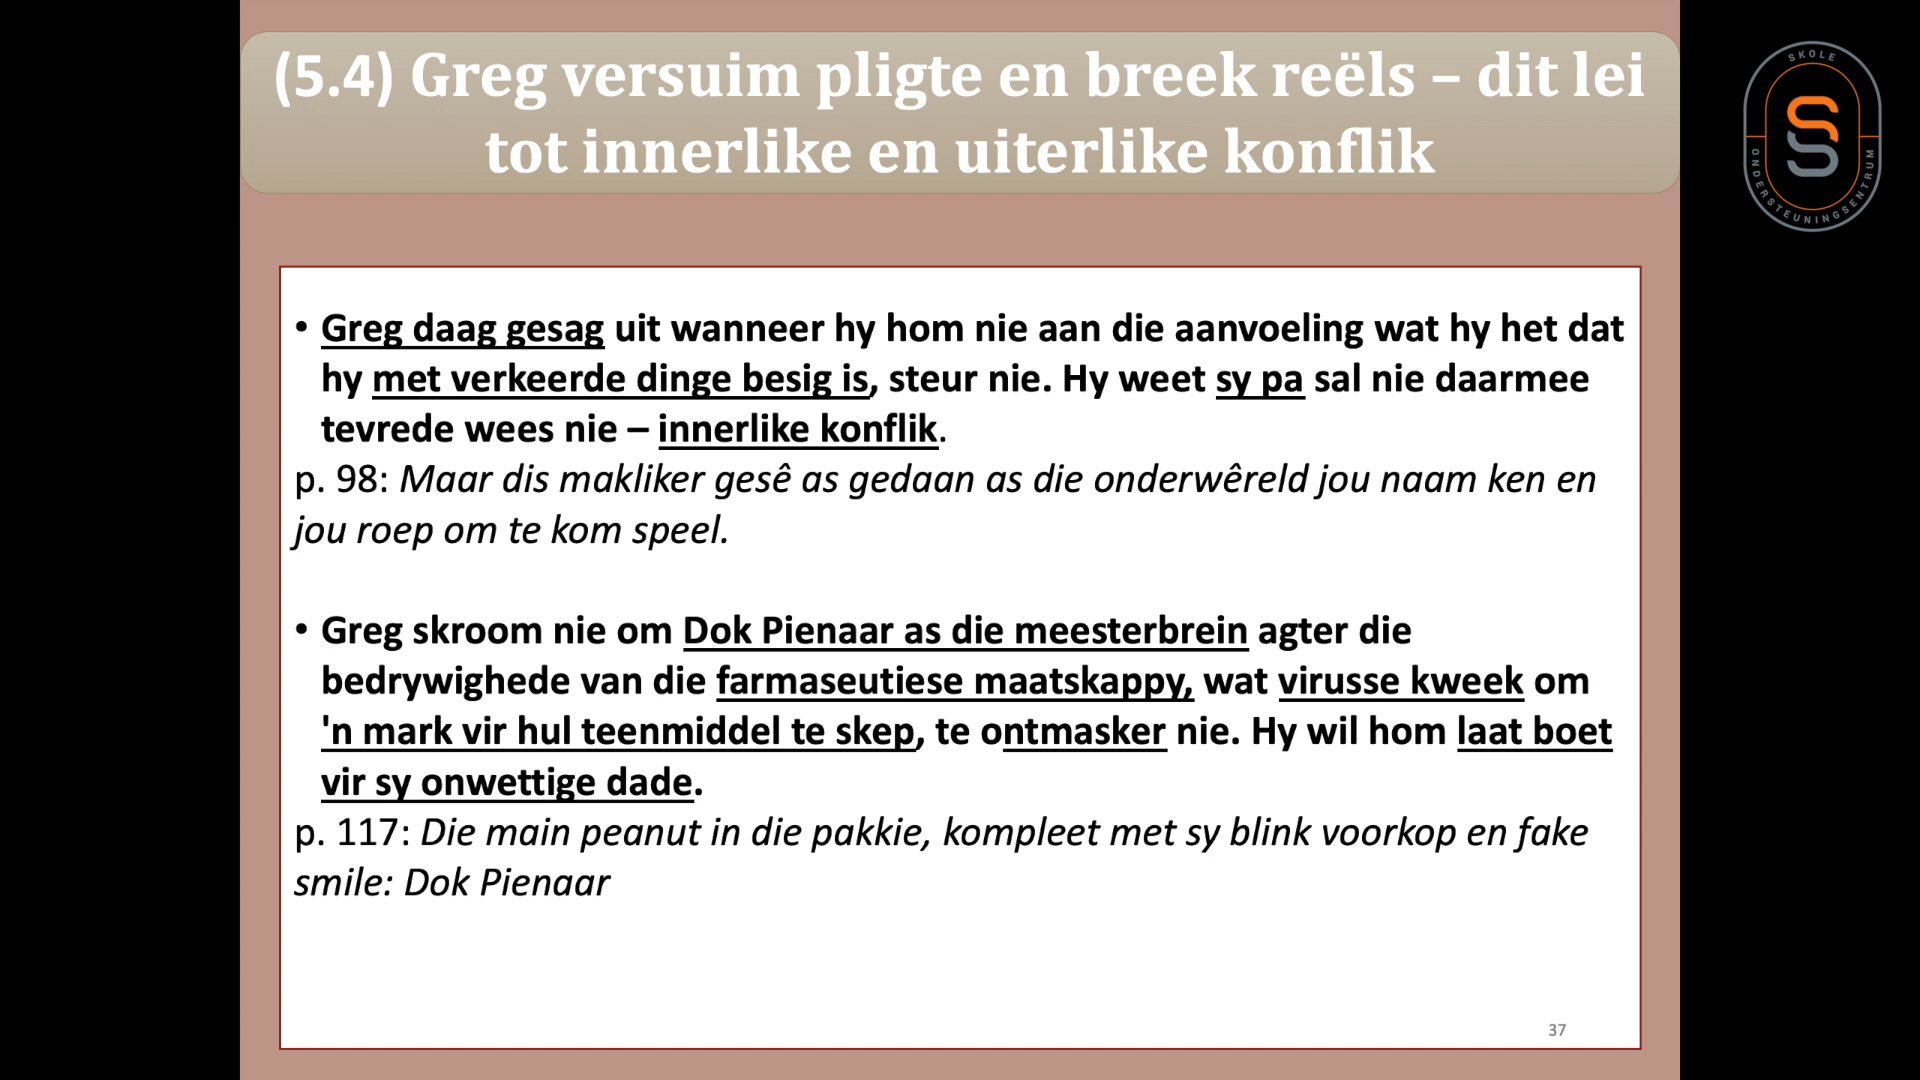 (5.4) Greg versuim pligte en breek reëls – dit lei
tot innerlike en uiterlike konflik
SKOLE
SS
ONDERSTEUNINGSENTRUM
• Greg daag gesag uit wanneer hy hom nie aan die aanvoeling wat hy het dat
hy met verkeerde dinge besig is, steur nie. Hy weet sy pa sal nie daarmee
tevrede wees nie – innerlike konflik.
p. 98: Maar dis makliker gesê as gedaan as die onderwêreld jou naam ken en
jou roep om te kom speel.
• Greg skroom nie om Dok Pienaar as die meesterbrein agter die
bedrywighede van die farmaseutiese maatskappy, wat virusse kweek om
'n mark vir hul teenmiddel te skep, te ontmasker nie. Hy wil hom laat boet
vir sy onwettige dade.
p. 117: Die main peanut in die pakkie, kompleet met sy blink voorkop en fake
smile: Dok Pienaar
37